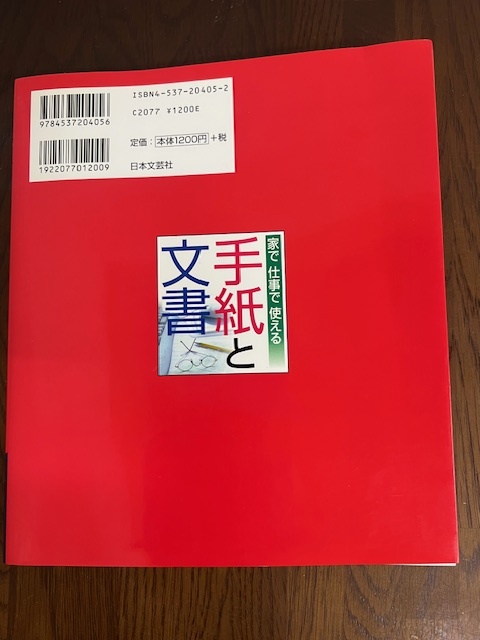 ISBN4-537-20405-2
9784537204056
C2077 ¥1200E
1922077012009
定価：本体1200円＋税
日本文芸社
家で 仕事で 使える
手紙と
文書